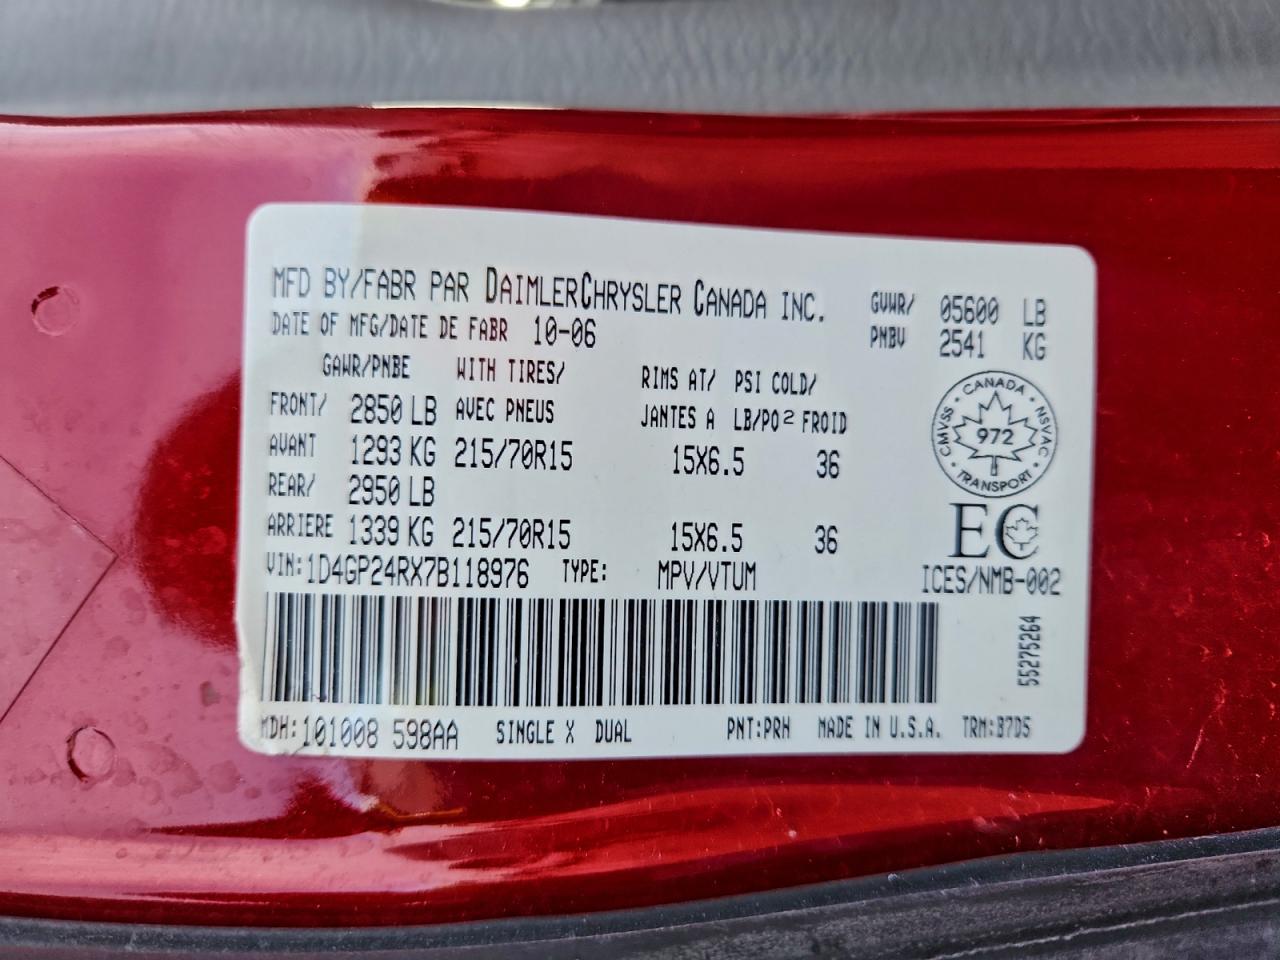 MFD BY/FABR PAR DAIMLERCHRYSLER CANADA INC. GVWR/ 05600 LB
DATE OF MFG/DATE DE FABR 10-06 PNBV 2541 KG
GAWR/PNBE WITH TIRES/ RIMS AT/ PSI COLD/
FRONT/ 2850 LB AVEC PNEUS JANTES A LB/PO2 FROID
AVANT 1293 KG 215/70R15 15X6.5 36
REAR/ 2950 LB
ARRIERE 1339 KG 215/70R15 15X6.5 36
CANADA
CMVSS 972 NSVAC
TRANSPORT
EC
VIN: 1D4GP24RX7B118976 TYPE: MPV/VTUM ICES/NMB-002
55275264
MDH: 101008 598AA SINGLE X DUAL PNT:PRH MADE IN U.S.A. TRM:B7D5